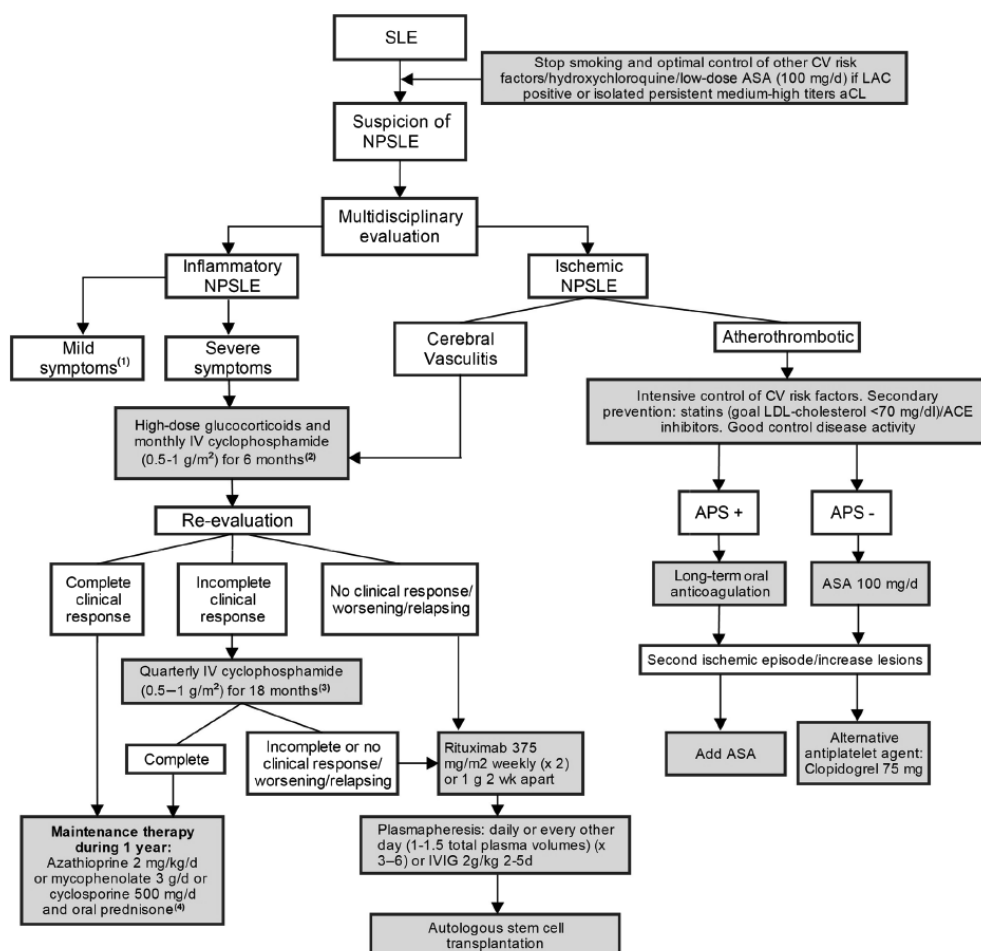 SLE
Stop smoking and optimal control of other CV risk
factors/hydroxychloroquine/low-dose ASA (100 mg/d) if LAC
positive or isolated persistent medium-high titers aCL
Suspicion of
NPSLE
Multidisciplinary
evaluation
Inflammatory
NPSLE
Ischemic
NPSLE
Mild
symptoms(1)
Severe
symptoms
Cerebral
Vasculitis
Atherothrombotic
High-dose glucocorticoids and
monthly IV cyclophosphamide
(0.5-1 g/m²) for 6 months(2)
Intensive control of CV risk factors. Secondary
prevention: statins (goal LDL-cholesterol <70 mg/dl)/ACE
inhibitors. Good control disease activity
Re-evaluation
APS +
APS -
Complete
clinical
response
Incomplete
clinical
response
No clinical response/
worsening/relapsing
Long-term oral
anticoagulation
ASA 100 mg/d
Quarterly IV cyclophosphamide
(0.5–1 g/m²) for 18 months(3)
Second ischemic episode/increase lesions
Complete
Incomplete or no
clinical response/
worsening/relapsing
Rituximab 375
mg/m2 weekly (x 2)
or 1 g 2 wk apart
Add ASA
Alternative
antiplatelet agent:
Clopidogrel 75 mg
Maintenance therapy
during 1 year:
Azathioprine 2 mg/kg/d
or mycophenolate 3 g/d or
cyclosporine 500 mg/d
and oral prednisone(4)
Plasmapheresis: daily or every other
day (1-1.5 total plasma volumes) (x
3–6) or IVIG 2g/kg 2-5d
Autologous stem cell
transplantation